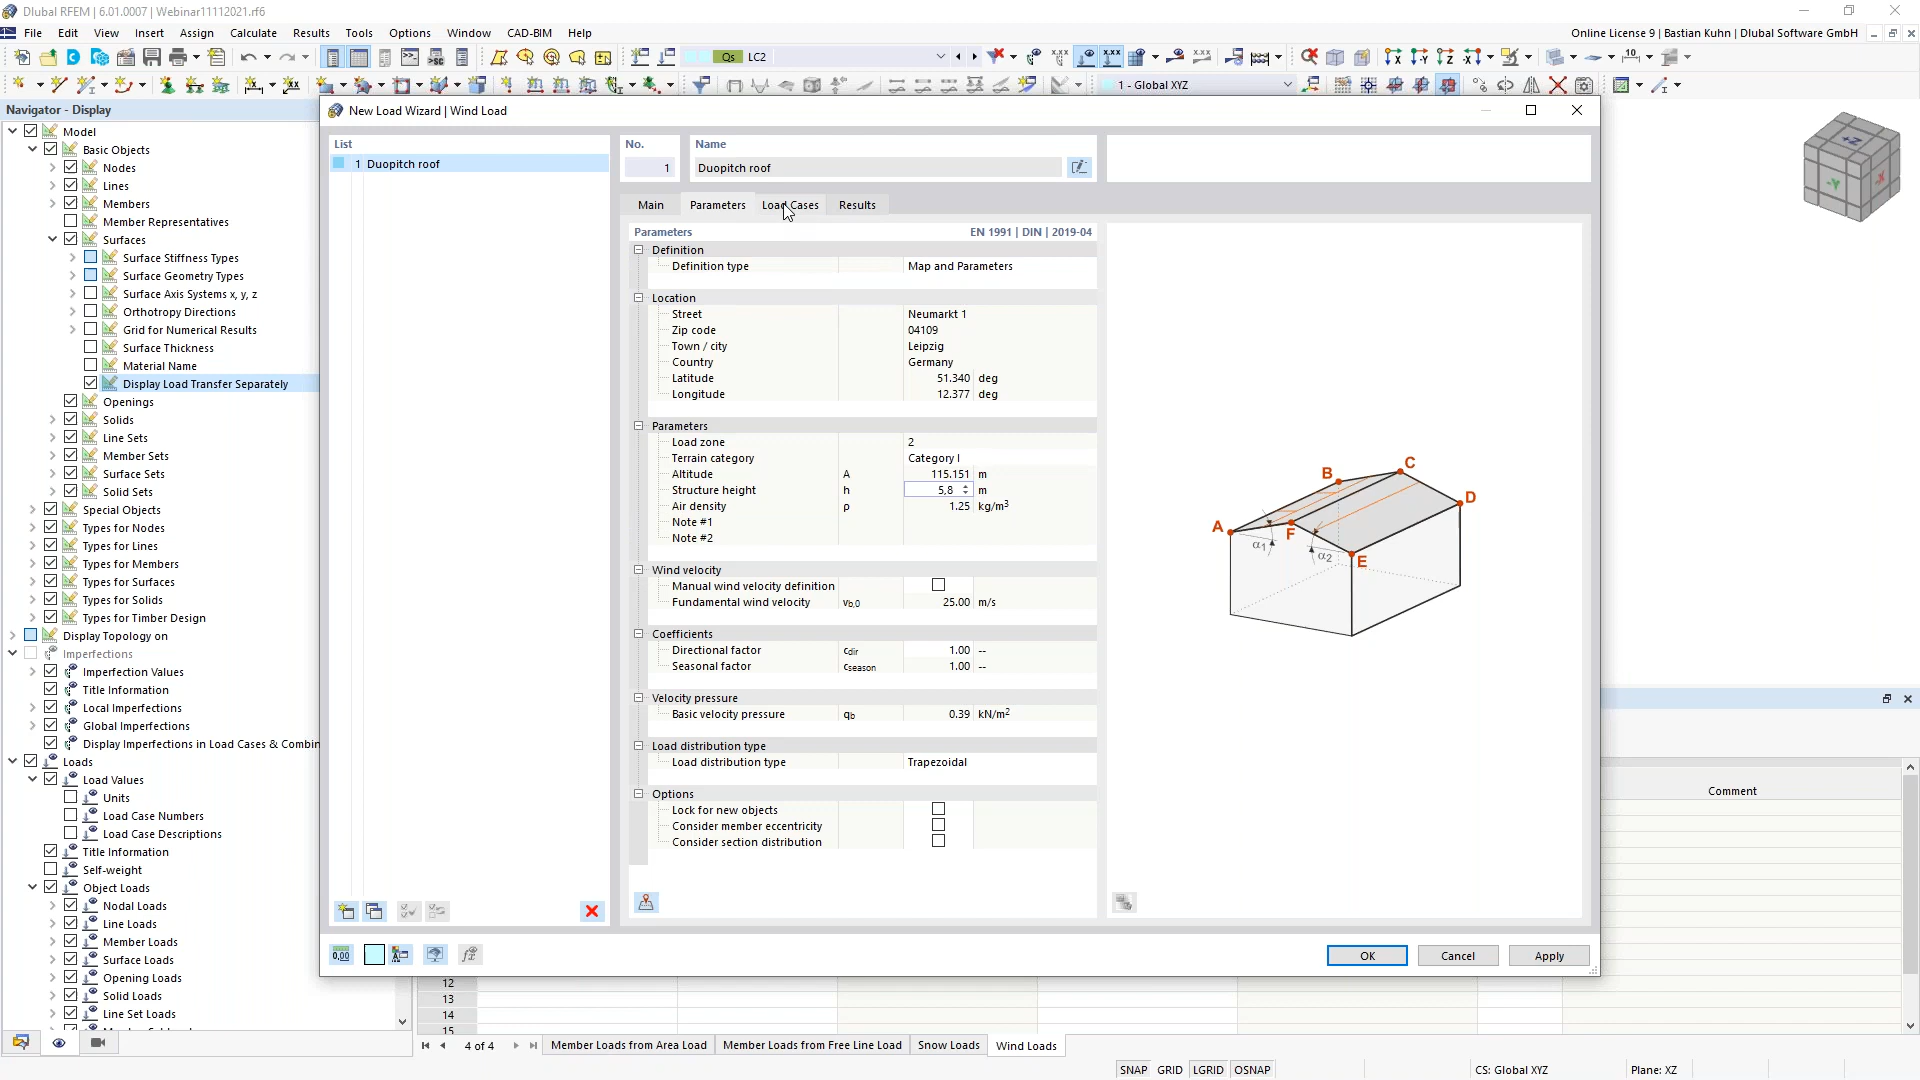 Dlubal RFEM | 6.01.0007 | Webinar11112021.rf6
File Edit View Insert Assign Calculate Results Tools Options Window CAD-BIM Help
Online License 9 | Bastian Kuhn | Dlubal Software GmbH
Qs LC2
1 - Global XYZ
Navigator - Display
Model
Basic Objects
Nodes
Lines
Members
Member Representatives
Surfaces
Surface Stiffness Types
Surface Geometry Types
Surface Axis Systems x, y, z
Orthotropy Directions
Grid for Numerical Results
Surface Thickness
Material Name
Display Load Transfer Separately
Openings
Solids
Line Sets
Member Sets
Surface Sets
Solid Sets
Special Objects
Types for Nodes
Types for Lines
Types for Members
Types for Surfaces
Types for Solids
Types for Timber Design
Display Topology on
Imperfections
Imperfection Values
Title Information
Local Imperfections
Global Imperfections
Display Imperfections in Load Cases & Combin
Loads
Load Values
Units
Load Case Numbers
Load Case Descriptions
Title Information
Self-weight
Object Loads
Nodal Loads
Line Loads
Member Loads
Surface Loads
Opening Loads
Solid Loads
Line Set Loads
New Load Wizard | Wind Load
List
1 Duopitch roof
No.
1
Name
Duopitch roof
Main Parameters Load Cases Results
Parameters EN 1991 | DIN | 2019-04
Definition
Definition type Map and Parameters
Location
Street Neumarkt 1
Zip code 04109
Town / city Leipzig
Country Germany
Latitude 51.340 deg
Longitude 12.377 deg
Parameters
Load zone 2
Terrain category Category I
Altitude A 115.151 m
Structure height h 5,8 m
Air density ρ 1.25 kg/m3
Note #1
Note #2
Wind velocity
Manual wind velocity definition
Fundamental wind velocity vb,0 25.00 m/s
Coefficients
Directional factor cdir 1.00 --
Seasonal factor cseason 1.00 --
Velocity pressure
Basic velocity pressure qb 0.39 kN/m2
Load distribution type
Load distribution type Trapezoidal
Options
Lock for new objects
Consider member eccentricity
Consider section distribution
A B C D E F α1 α2
+Z -Y -X
OK Cancel Apply
Comment
12
13
14
15
4 of 4 Member Loads from Area Load Member Loads from Free Line Load Snow Loads Wind Loads
SNAP GRID LGRID OSNAP CS: Global XYZ Plane: XZ